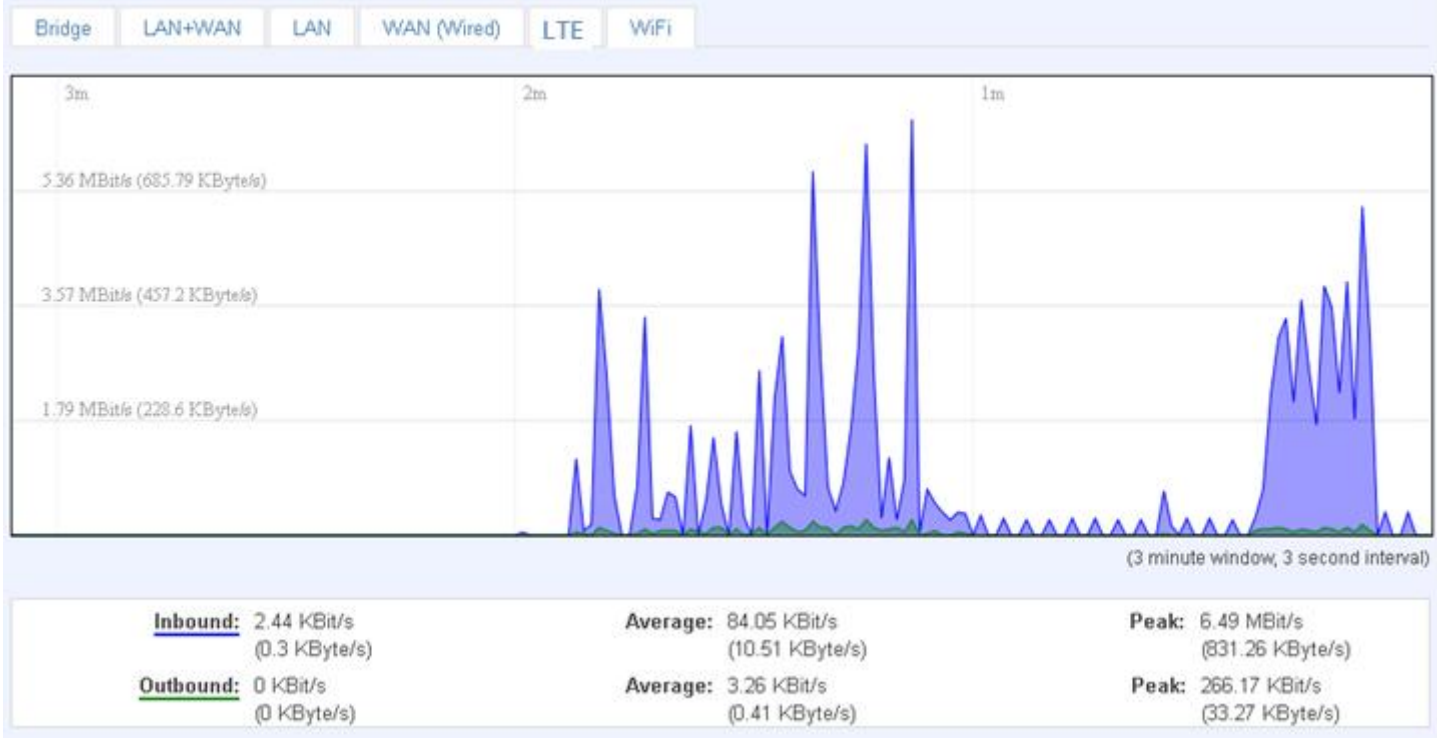 Bridge LAN+WAN LAN WAN (Wired) LTE WiFi
3m 2m 1m
5.36 MBit/s (685.79 KByte/s)
3.57 MBit/s (457.2 KByte/s)
1.79 MBit/s (228.6 KByte/s)
(3 minute window, 3 second interval)
Inbound: 2.44 KBit/s Average: 84.05 KBit/s Peak: 6.49 MBit/s
(0.3 KByte/s) (10.51 KByte/s) (831.26 KByte/s)
Outbound: 0 KBit/s Average: 3.26 KBit/s Peak: 266.17 KBit/s
(0 KByte/s) (0.41 KByte/s) (33.27 KByte/s)